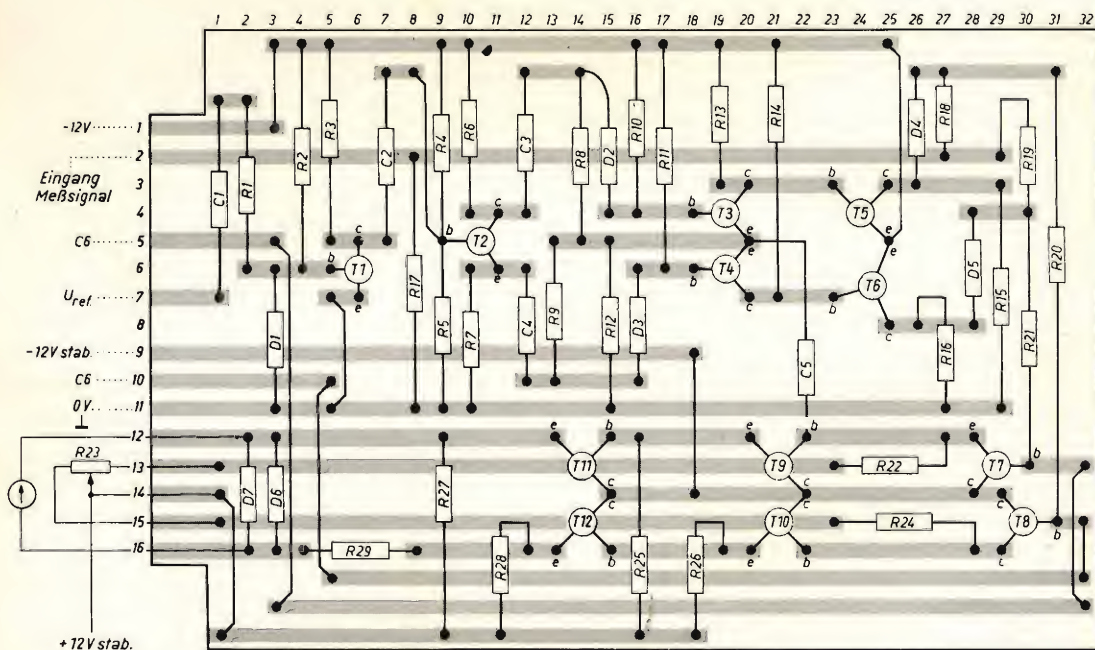 1 2 3 4 5 6 7 8 9 10 11 12 13 14 15 16 17 18 19 20 21 22 23 24 25 26 27 28 29 30 31 32
-12V 1
2
Eingang
Meßsignal
3
4
C6 5
6
U ref. 7
8
-12V stab. 9
C6 10
0V 11
12
R23
13
14
15
16
+12V stab.
C1
R1
R2
R3
C2
R4
R6
C3
R8
D2
R10
R11
R13
R14
D4
R18
R19
b c T1 e
b c T2 e
b c T3 e
b e T4 c
b c T5 e
b e T6 c
D1
R17
R5
R7
C4
R9
R12
D3
C5
R16
D5
R15
R21
R20
e b T11 c
e b T9 c
R22
e T7 b c
D7
D6
R27
c T12 e b
c T10 e b
R24
c T8 b c
R29
R28
R25
R26